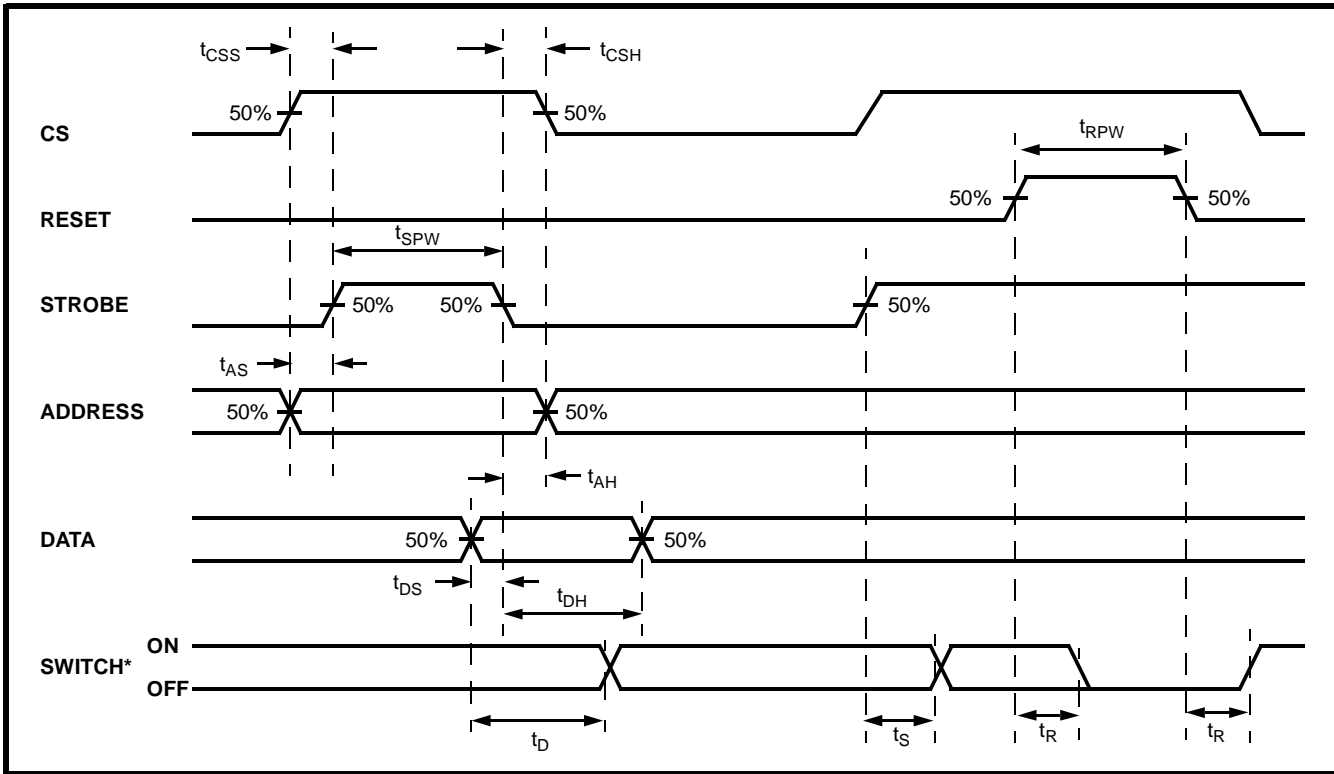 tCSS
tCSH
50%
50%
CS
tRPW
50%
50%
RESET
tSPW
STROBE
50%
50%
50%
tAS
ADDRESS
50%
50%
tAH
DATA
50%
50%
tDS
tDH
ON
SWITCH*
OFF
tD
tS
tR
tR